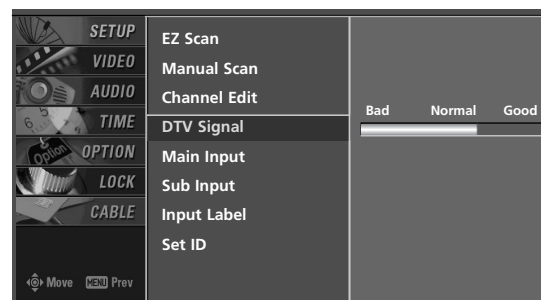 SETUP
VIDEO
AUDIO
TIME
OPTION
LOCK
CABLE
Move MENU Prev
EZ Scan
Manual Scan
Channel Edit
DTV Signal
Main Input
Sub Input
Input Label
Set ID
Bad Normal Good